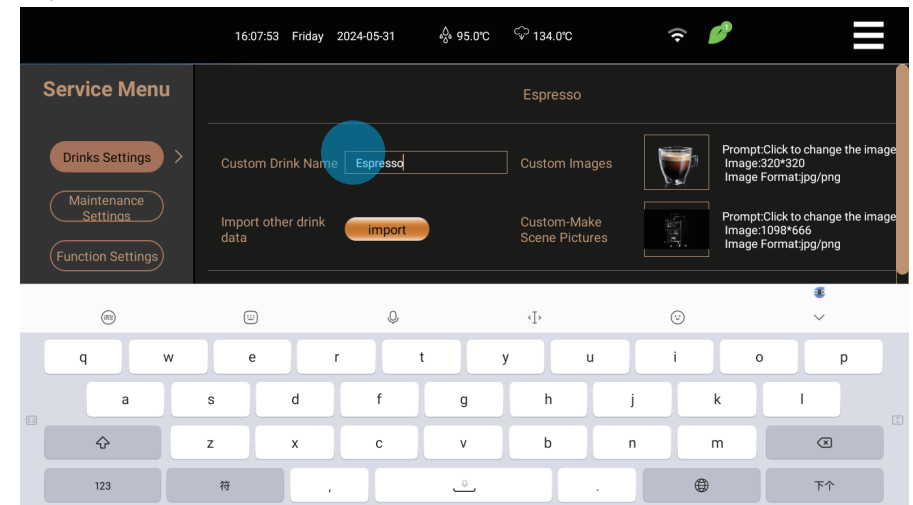 16:07:53 Friday 2024-05-31 95.0℃ 134.0℃ 1
Service Menu
Espresso
Drinks Settings >
Custom Drink Name Espresso Custom Images
Prompt:Click to change the image
Image:320*320
Image Format:jpg/png
Maintenance
Settings
Import other drink
data
import
Custom-Make
Scene Pictures
Prompt:Click to change the image
Image:1098*666
Image Format:jpg/png
Function Settings
q w e r t y u i o p
a s d f g h j k l
z x c v b n m
123 符 , . 下个